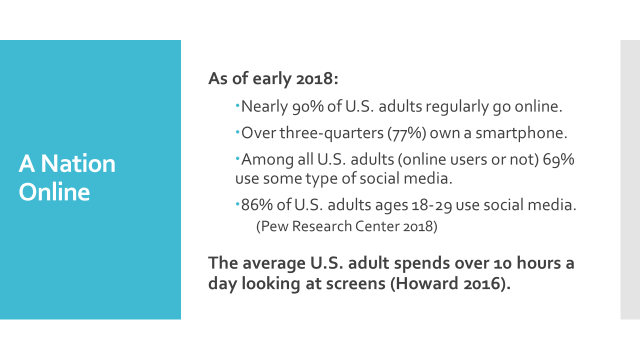 A Nation
Online
As of early 2018:
•Nearly 90% of U.S. adults regularly go online.
•Over three-quarters (77%) own a smartphone.
•Among all U.S. adults (online users or not) 69%
use some type of social media.
•86% of U.S. adults ages 18-29 use social media.
(Pew Research Center 2018)
The average U.S. adult spends over 10 hours a
day looking at screens (Howard 2016).